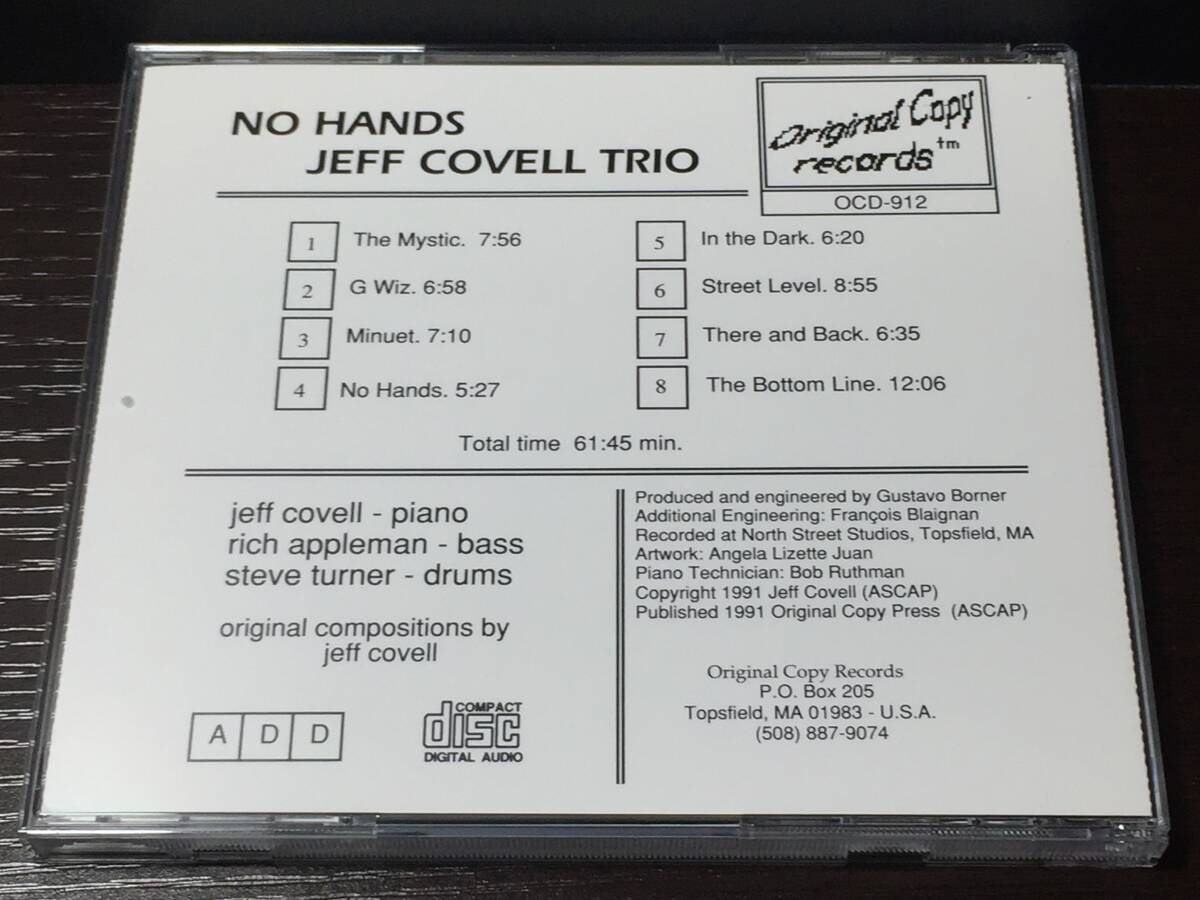 NO HANDS
JEFF COVELL TRIO
Original Copy
records™
OCD-912
1 The Mystic. 7:56
2 G Wiz. 6:58
3 Minuet. 7:10
4 No Hands. 5:27
5 In the Dark. 6:20
6 Street Level. 8:55
7 There and Back. 6:35
8 The Bottom Line. 12:06
Total time 61:45 min.
jeff covell - piano
rich appleman - bass
steve turner - drums
original compositions by
jeff covell
A D D
COMPACT
disc
DIGITAL AUDIO
Produced and engineered by Gustavo Borner
Additional Engineering: François Blaignan
Recorded at North Street Studios, Topsfield, MA
Artwork: Angela Lizette Juan
Piano Technician: Bob Ruthman
Copyright 1991 Jeff Covell (ASCAP)
Published 1991 Original Copy Press (ASCAP)
Original Copy Records
P.O. Box 205
Topsfield, MA 01983 - U.S.A.
(508) 887-9074